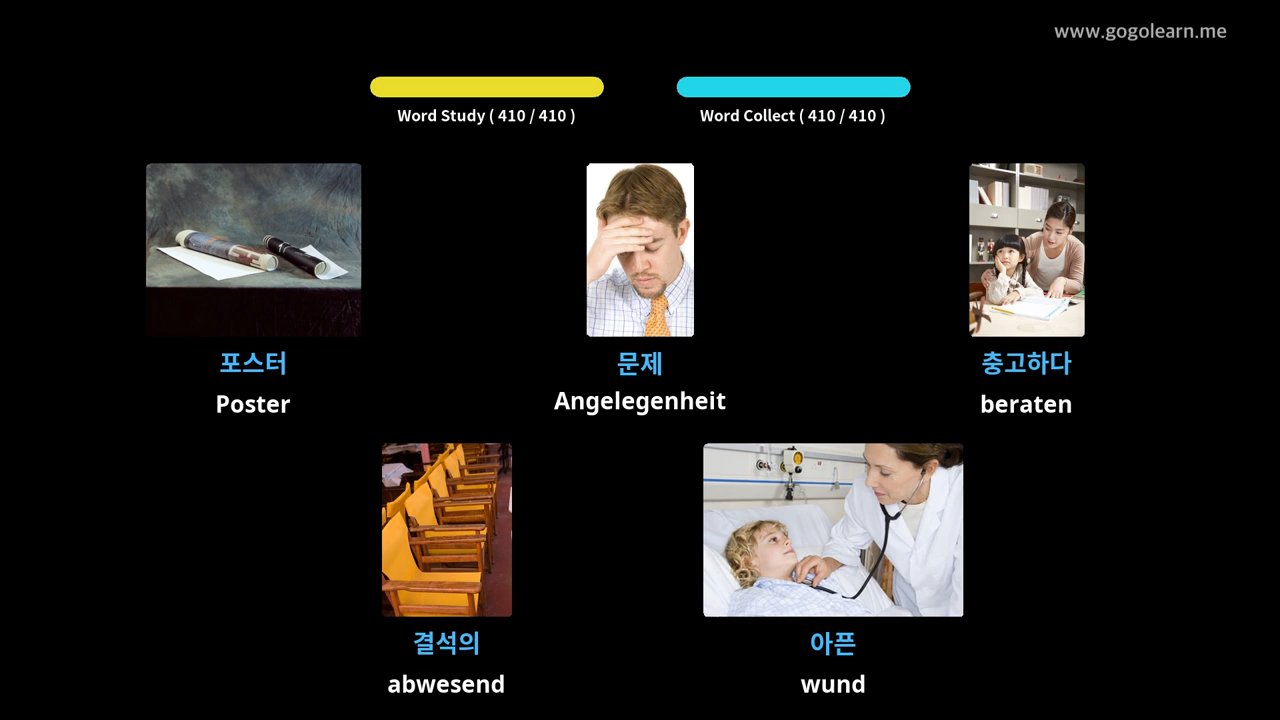 www.gogolearn.me
Word Study ( 410 / 410 )
Word Collect ( 410 / 410 )
포스터
Poster
문제
Angelegenheit
충고하다
beraten
결석의
abwesend
아픈
wund